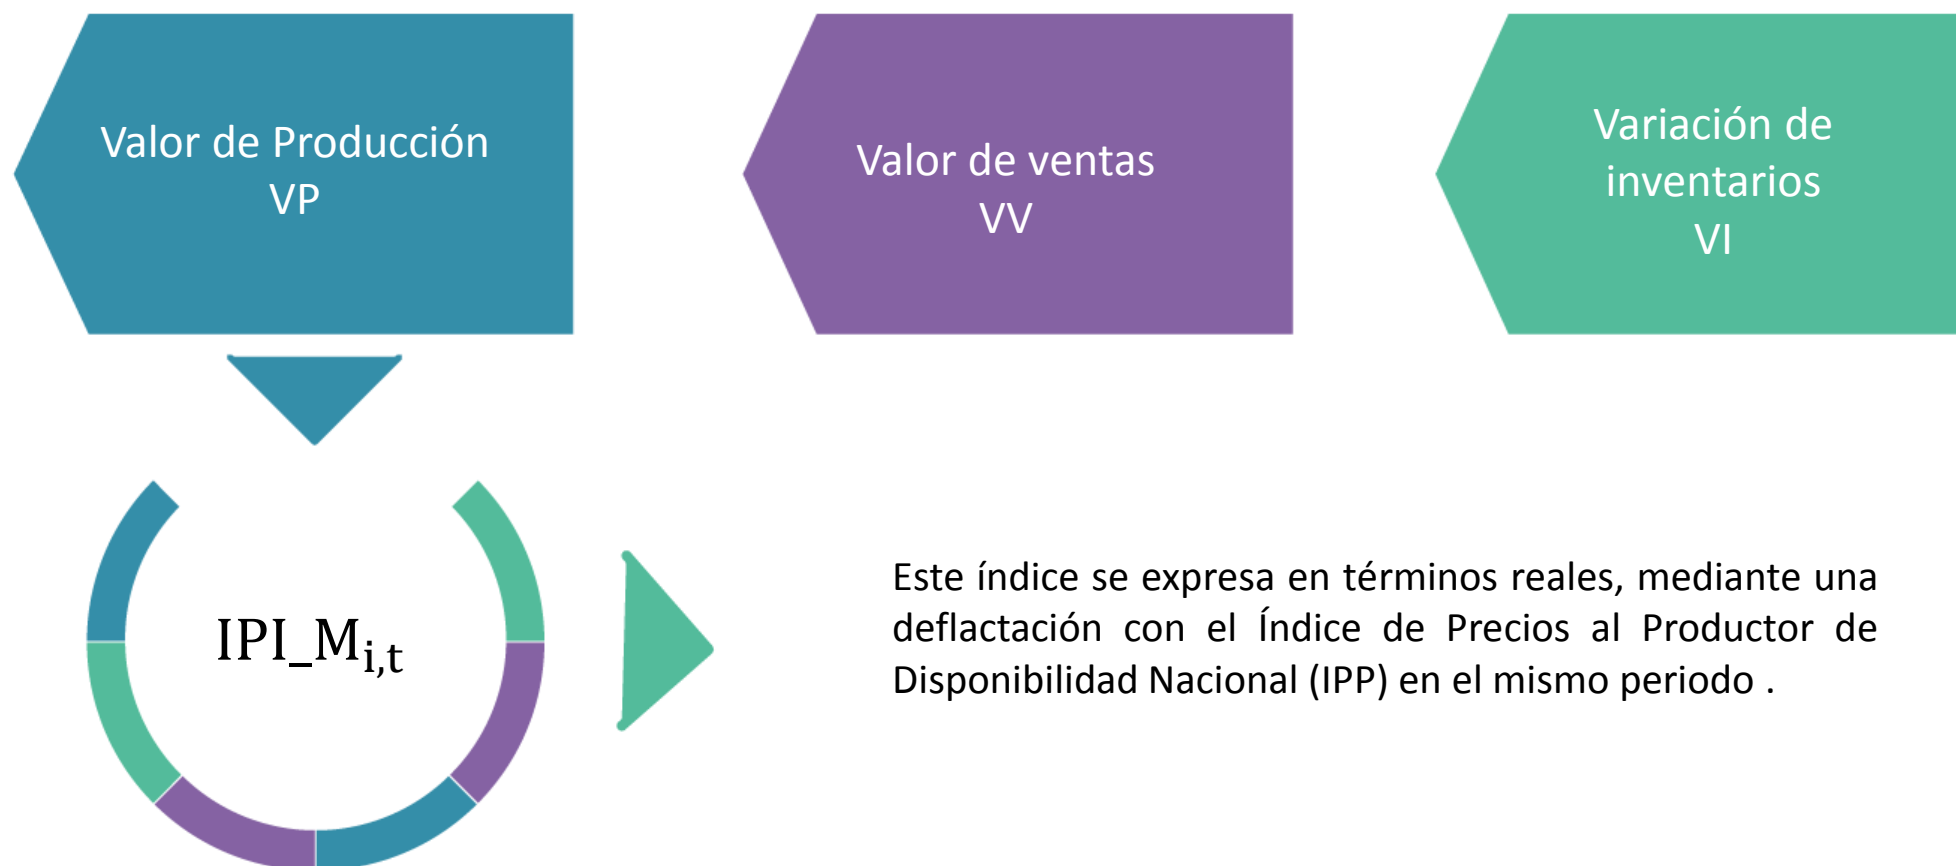 Valor de Producción
VP
Valor de ventas
VV
Variación de
inventarios
VI
IPI_Mi,t
Este índice se expresa en términos reales, mediante una
deflactación con el Índice de Precios al Productor de
Disponibilidad Nacional (IPP) en el mismo periodo .